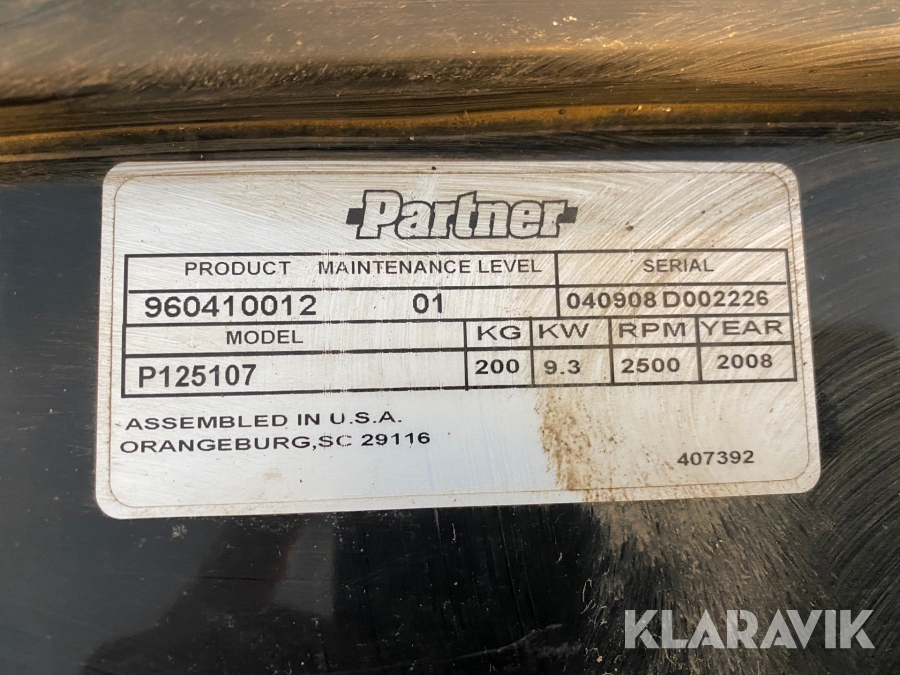 Partner
PRODUCT MAINTENANCE LEVEL SERIAL
960410012 01 040908 D002226
MODEL KG KW RPM YEAR
P125107 200 9.3 2500 2008
ASSEMBLED IN U.S.A.
ORANGEBURG,SC 29116
407392
KLARAVIK